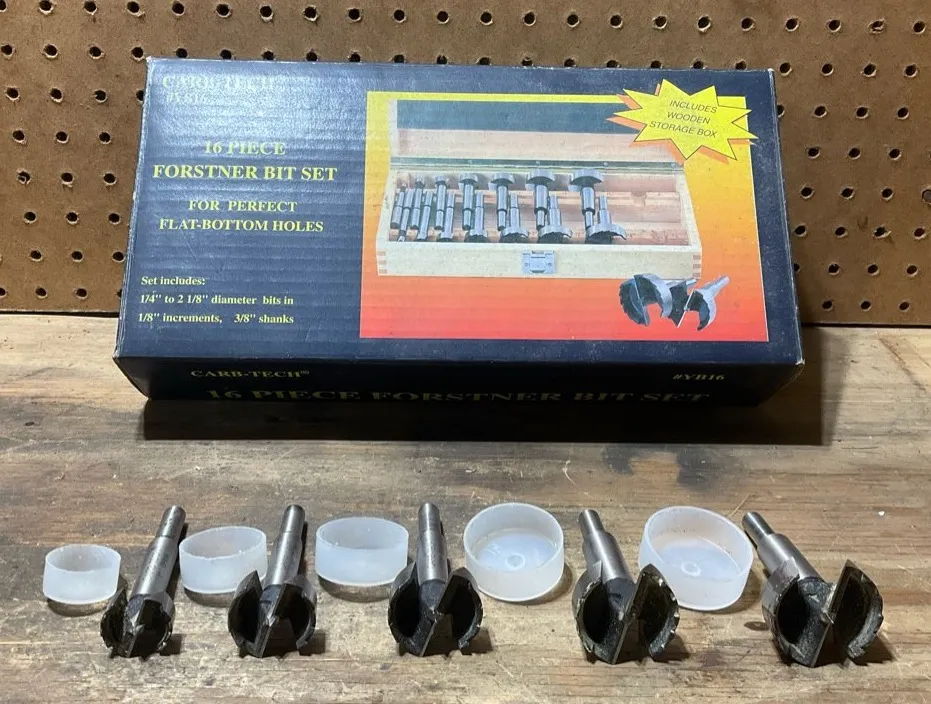 CARB-TECH®
#YB16
16 PIECE
FORSTNER BIT SET
FOR PERFECT
FLAT-BOTTOM HOLES
Set includes:
1/4" to 2 1/8" diameter bits in
1/8" increments, 3/8" shanks
INCLUDES
WOODEN
STORAGE BOX
CARB-TECH®
#YB16
16 PIECE FORSTNER BIT SET